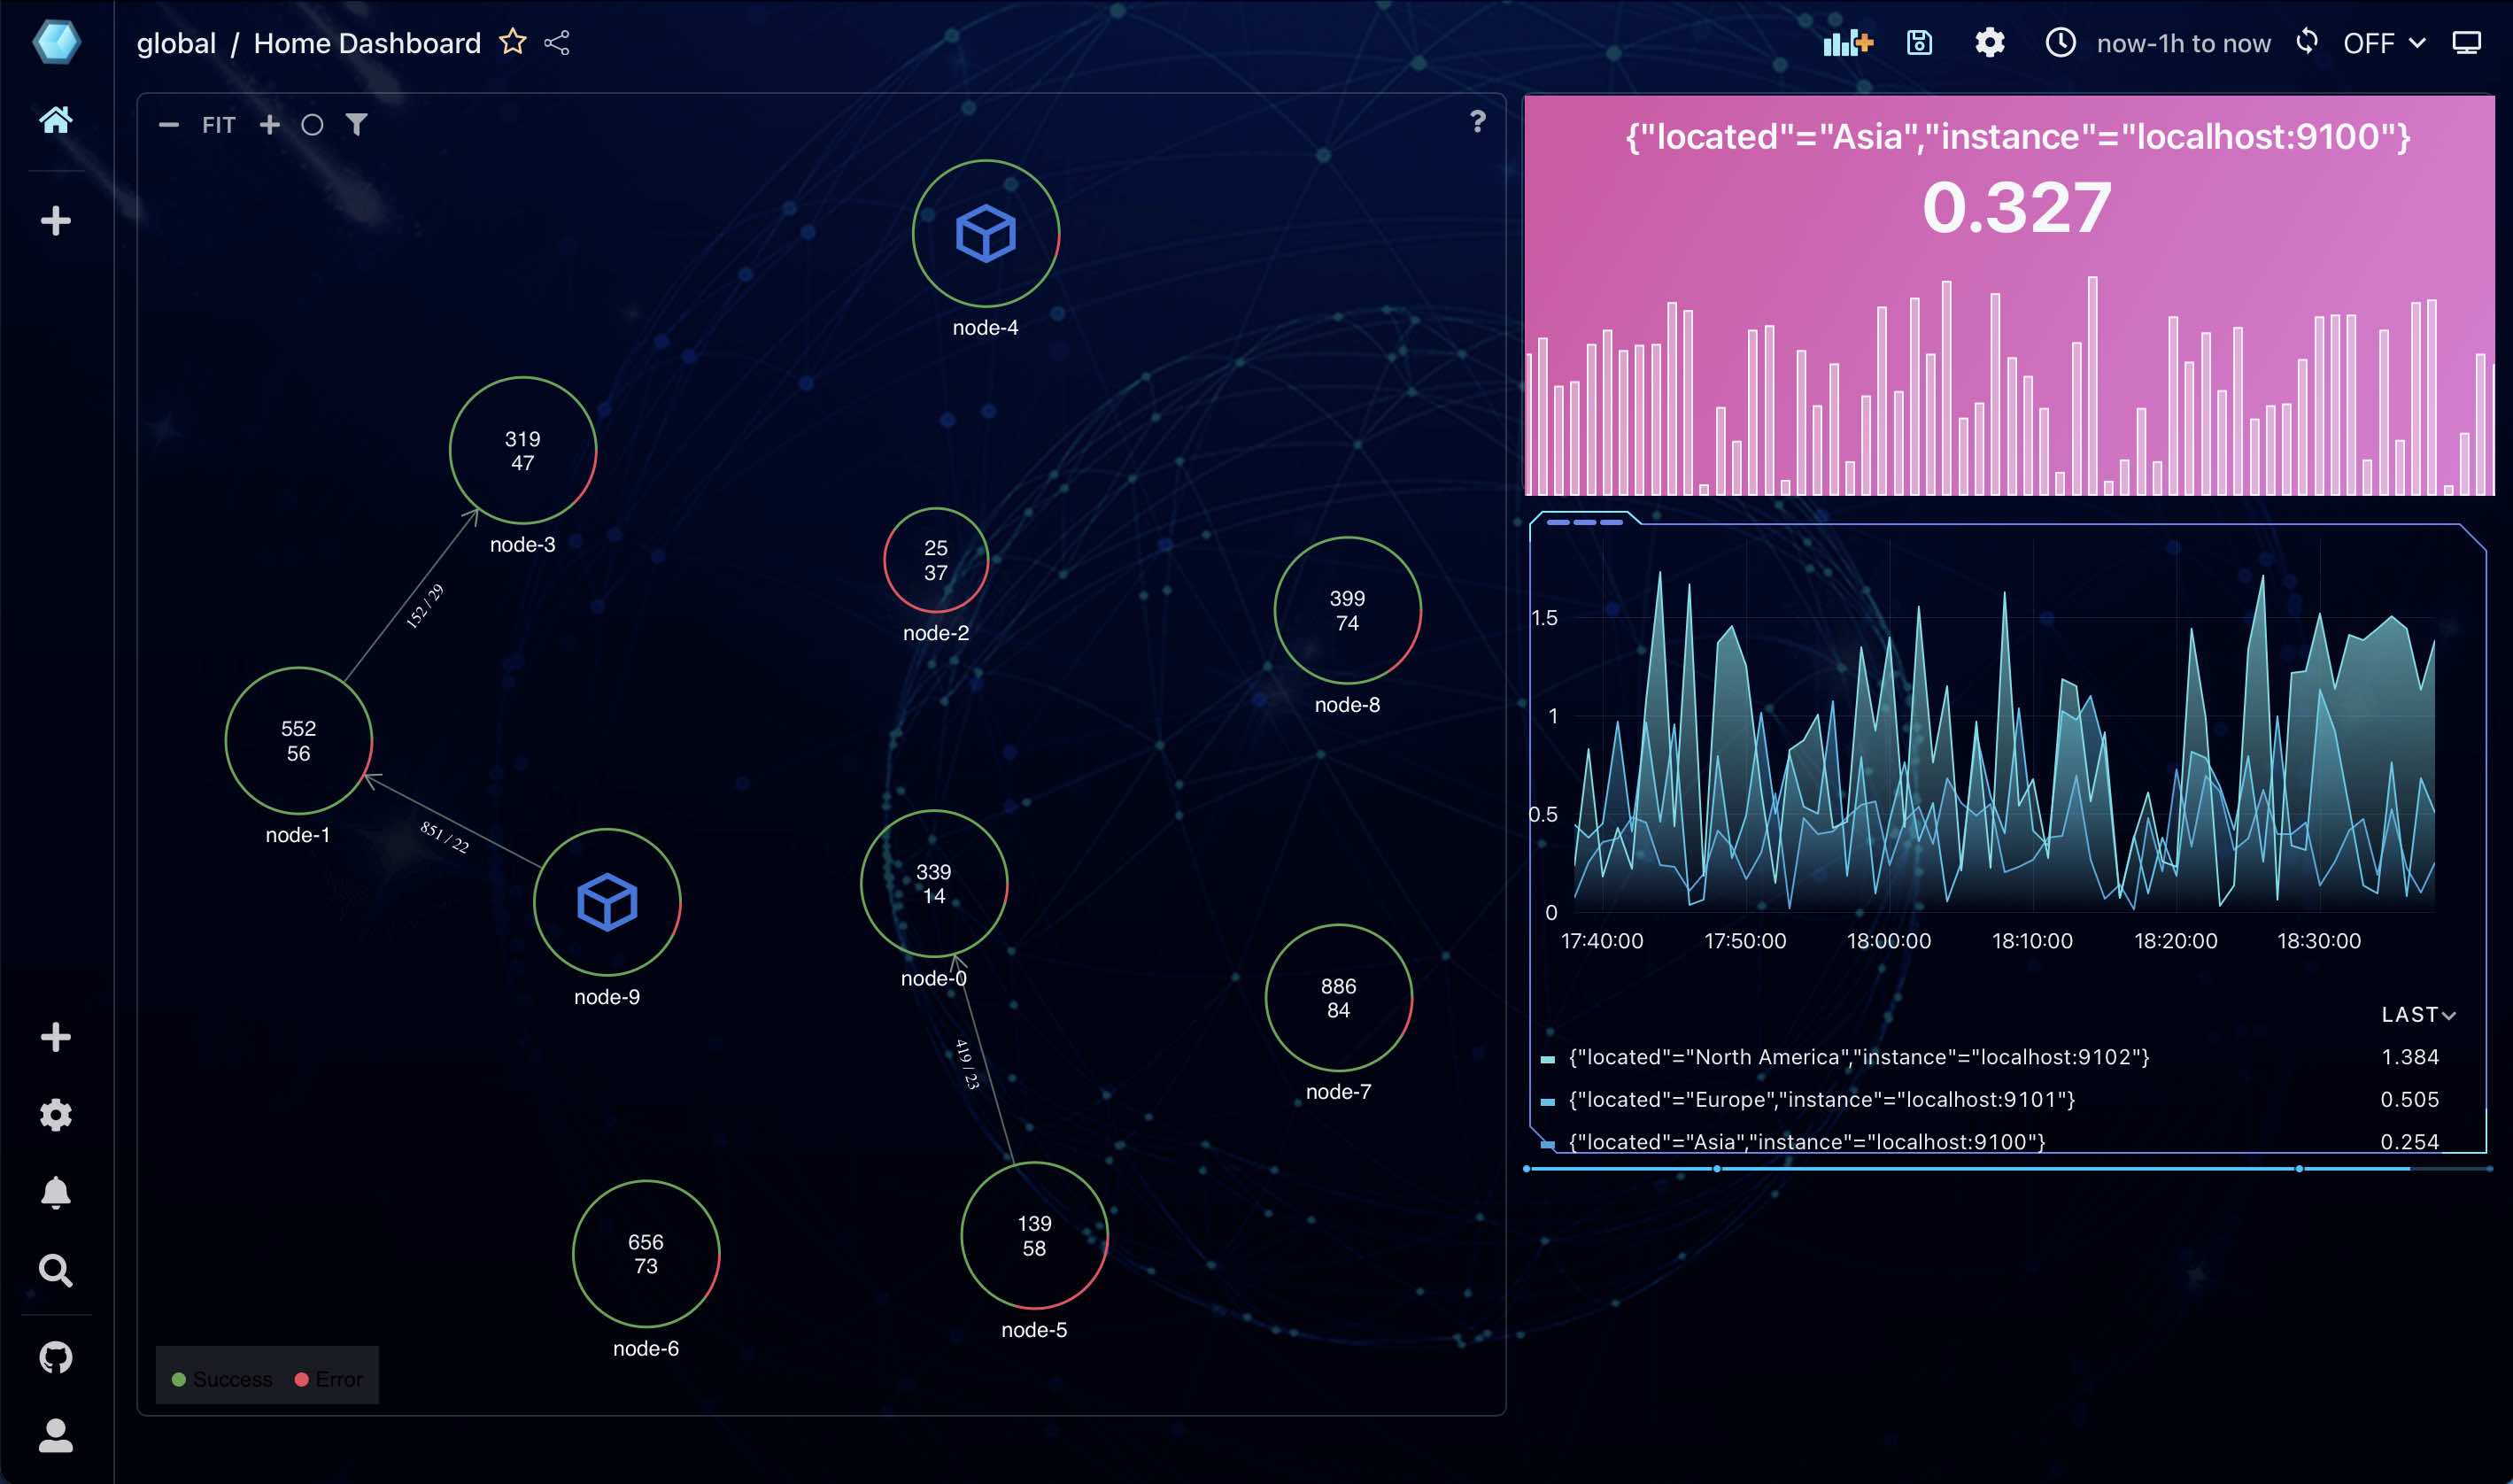 global / Home Dashboard
now-1h to now
OFF
FIT
?
node-4
319
47
node-3
152 / 29
25
37
node-2
399
74
node-8
552
56
node-1
851 / 22
node-9
339
14
node-0
419 / 23
886
84
node-7
139
58
node-5
656
73
node-6
Success
Error
{"located"="Asia","instance"="localhost:9100"}
0.327
1.5
1
0.5
0
17:40:00 17:50:00 18:00:00 18:10:00 18:20:00 18:30:00
LAST
{"located"="North America","instance"="localhost:9102"} 1.384
{"located"="Europe","instance"="localhost:9101"} 0.505
{"located"="Asia","instance"="localhost:9100"} 0.254